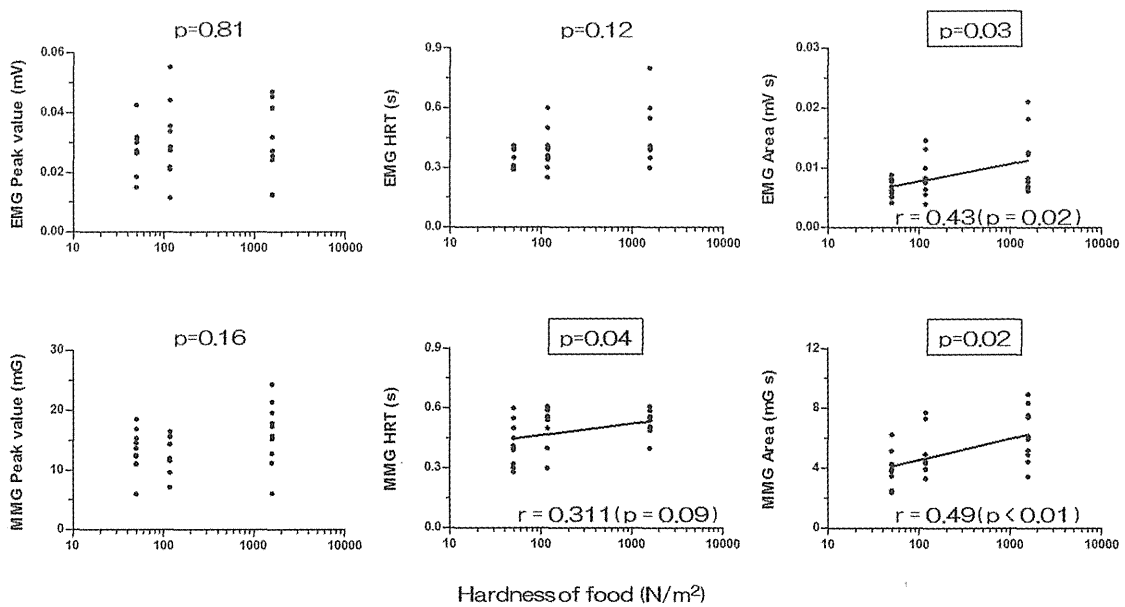 p=0.81
EMG Peak value (mV)
0.06
0.04
0.02
0.00
10 100 1000 10000
p=0.12
EMG HRT (s)
0.9
0.6
0.3
0.0
10 100 1000 10000
p=0.03
EMG Area (mV s)
0.03
0.02
0.01
0.00
r = 0.43(p = 0.02)
10 100 1000 10000
p=0.16
MMG Peak value (mG)
30
20
10
0
10 100 1000 10000
p=0.04
MMG HRT (s)
0.9
0.6
0.3
0.0
r = 0.311(p = 0.09)
10 100 1000 10000
p=0.02
MMG Area (mG s)
12
8
4
0
r = 0.49(p < 0.01)
10 100 1000 10000
Hardness of food (N/m²)